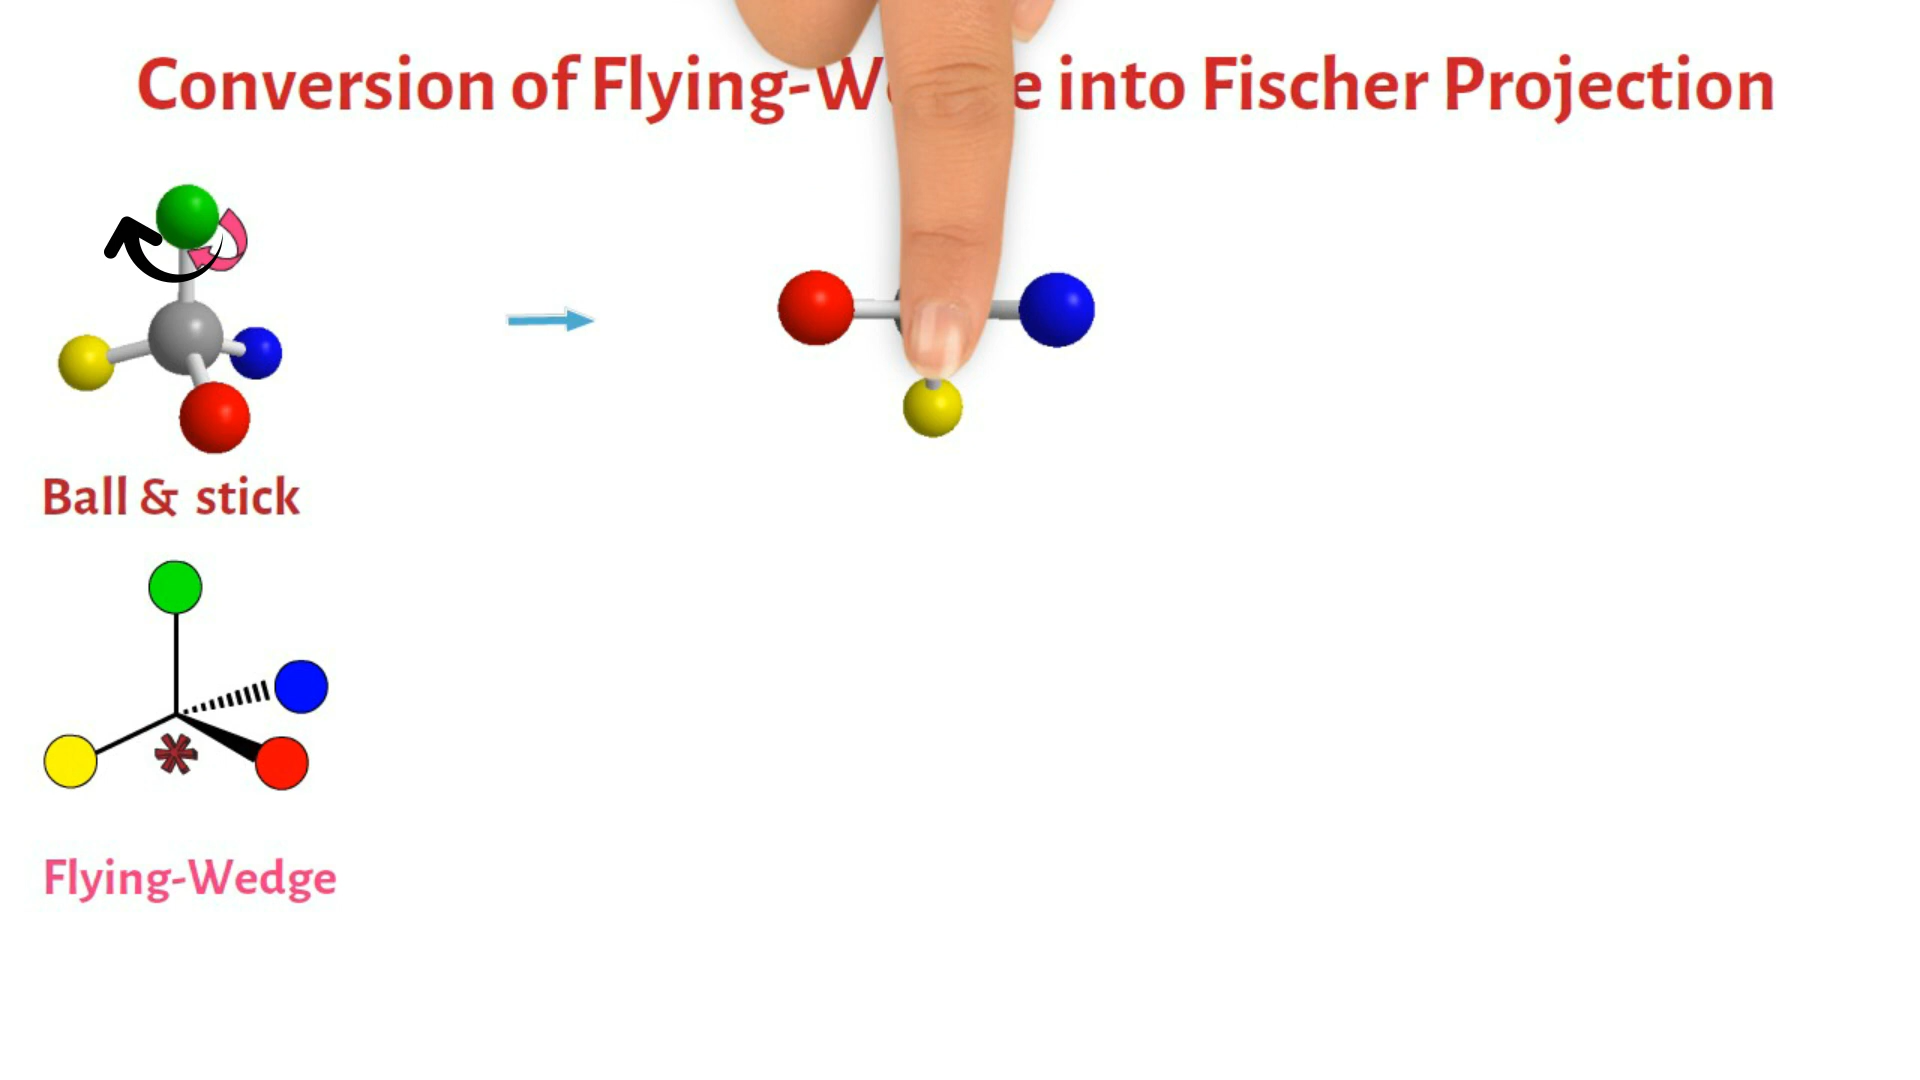 Conversion of Flying-W e into Fischer Projection
Ball & stick
*
Flying-Wedge